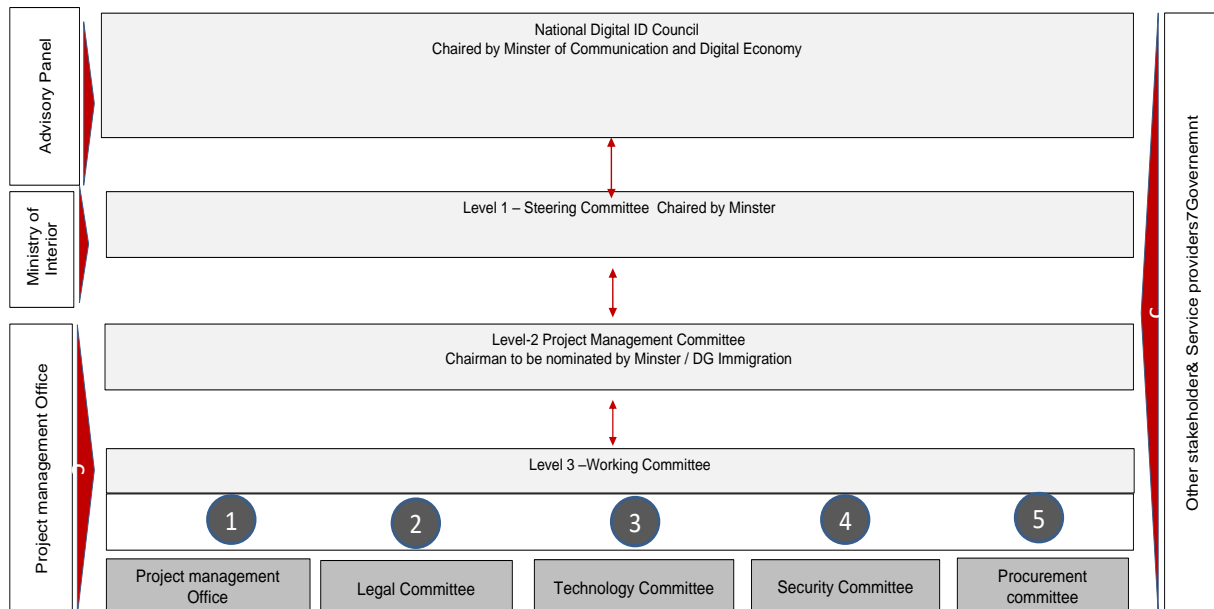 National Digital ID Council
Chaired by Minster of Communication and Digital Economy
Advisory Panel
Level 1 – Steering Committee Chaired by Minster
Ministry of
Interior
Level-2 Project Management Committee
Chairman to be nominated by Minster / DG Immigration
Project management Office
Level 3 –Working Committee
1
2
3
4
5
Project management
Office
Legal Committee
Technology Committee
Security Committee
Procurement
committee
Other stakeholder& Service providers7Governemnt